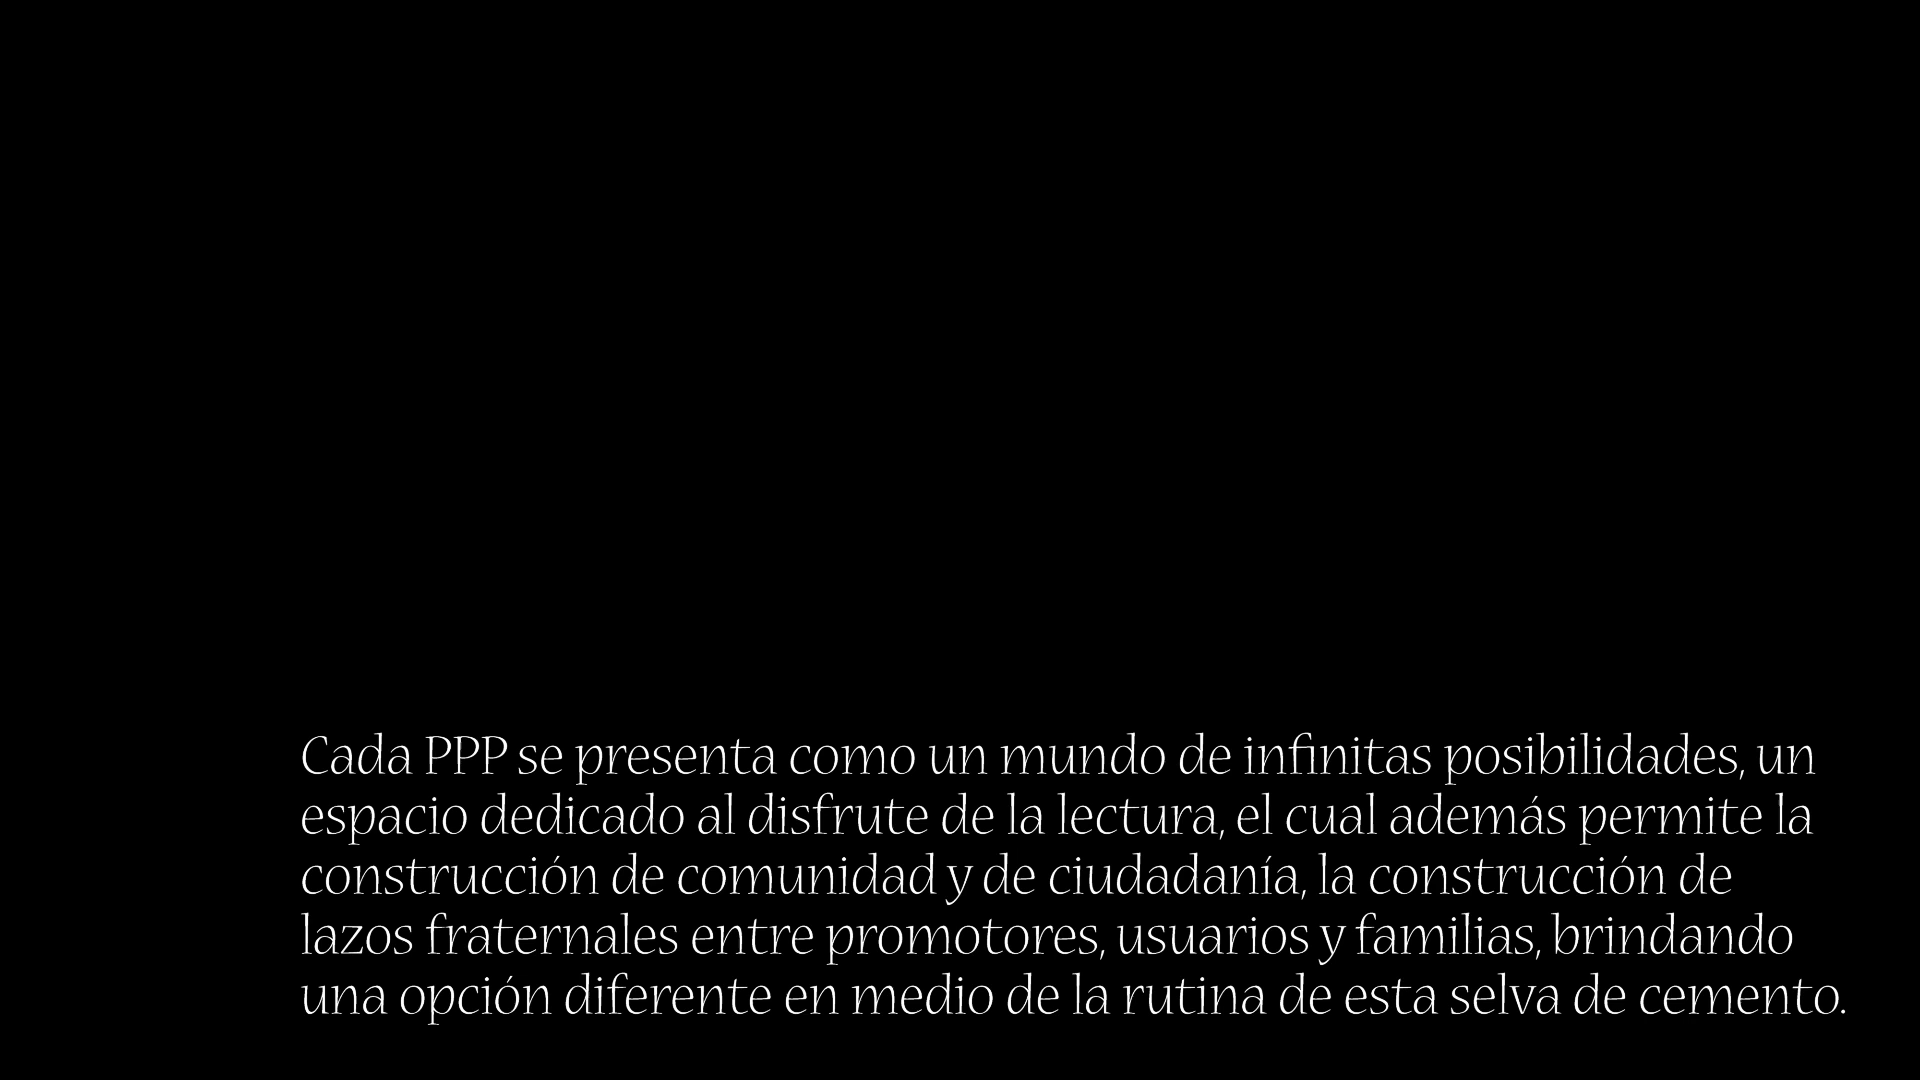 Cada PPP se presenta como un mundo de infinitas posibilidades, un
espacio dedicado al disfrute de la lectura, el cual además permite la
construcción de comunidad y de ciudadanía, la construcción de
lazos fraternales entre promotores, usuarios y familias, brindando
una opción diferente en medio de la rutina de esta selva de cemento.